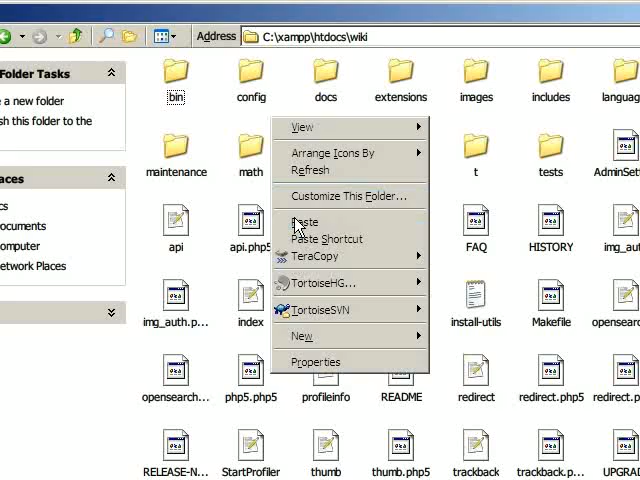 Address C:\xampp\htdocs\wiki
Folder Tasks
e a new folder
sh this folder to the
aces
cs
ocuments
omputer
etwork Places
bin config docs extensions images includes languag
maintenance math t tests AdminSett
api api.php5 FAQ HISTORY img_au
img_auth.p... index install-utils Makefile opensearc
opensearch... php5.php5 profileinfo README redirect redirect.php5 redirect.p
RELEASE-N... StartProfiler thumb thumb.php5 trackback trackback.p... UPGRAD
View
Arrange Icons By
Refresh
Customize This Folder...
Paste
Paste Shortcut
TeraCopy
TortoiseHG...
TortoiseSVN
New
Properties